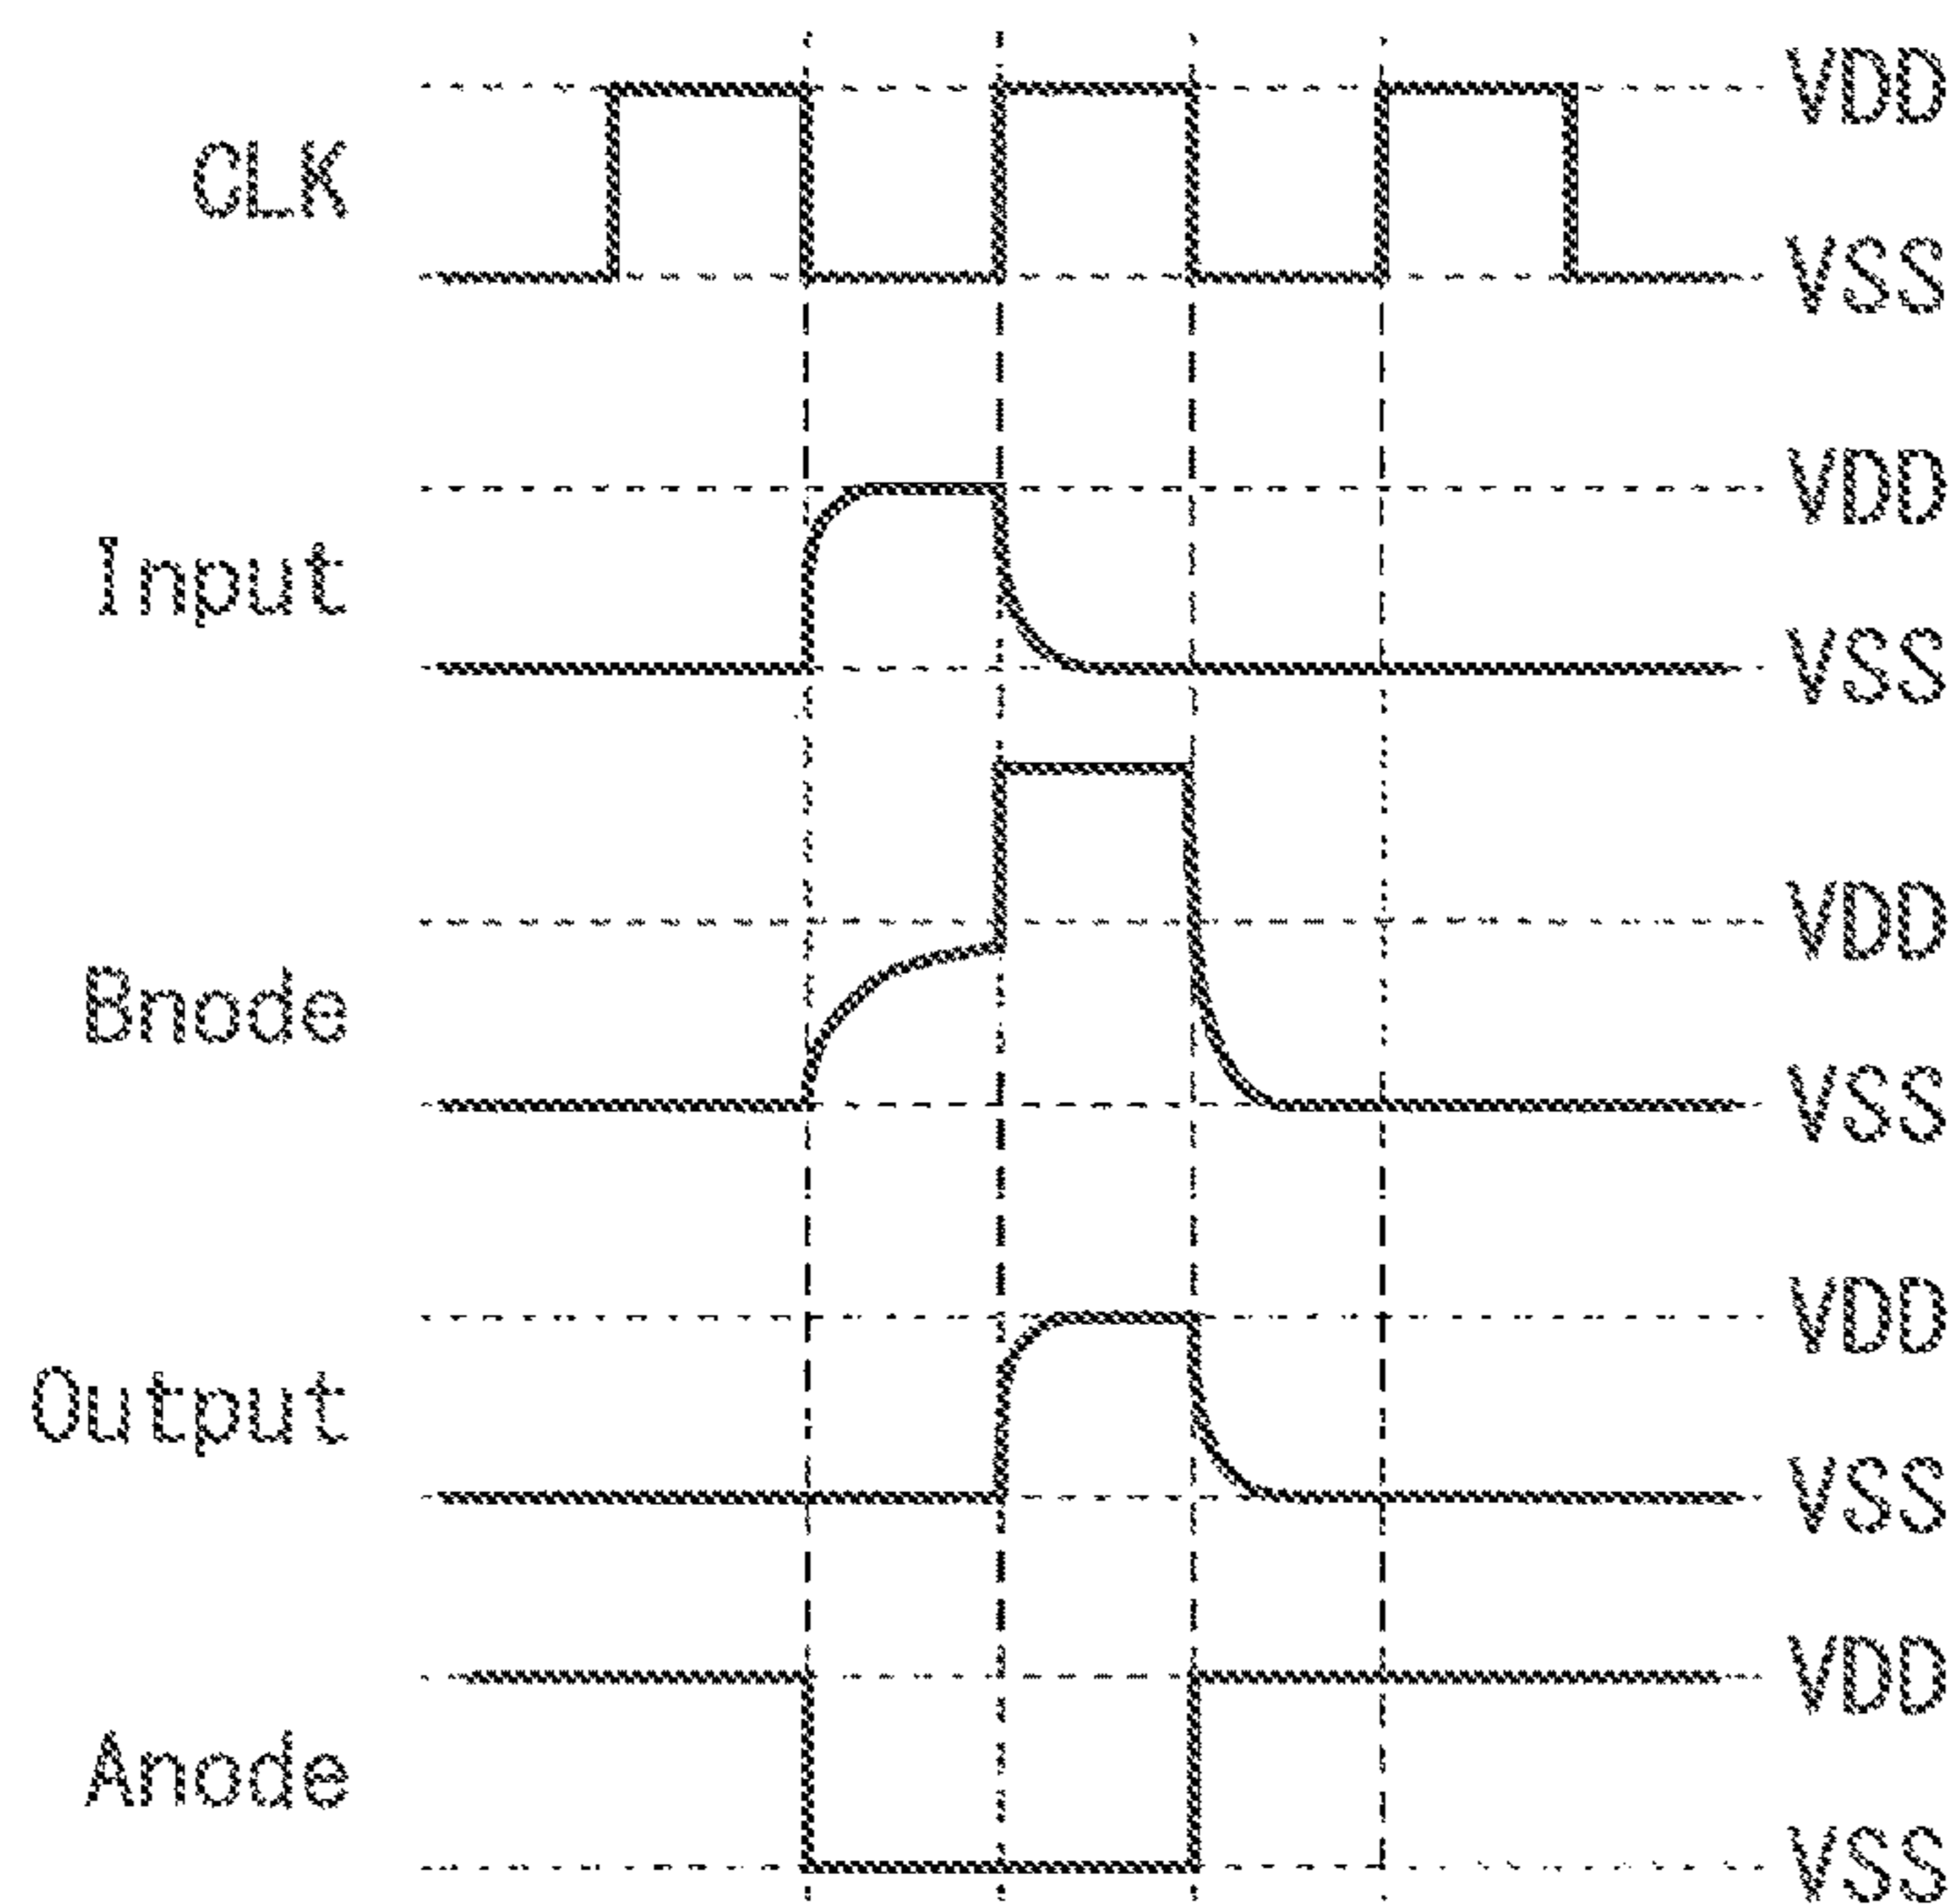 VDD
CLK
VSS
VDD
Input
VSS
VDD
Bnode
VSS
VDD
Output
VSS
VDD
Anode
VSS